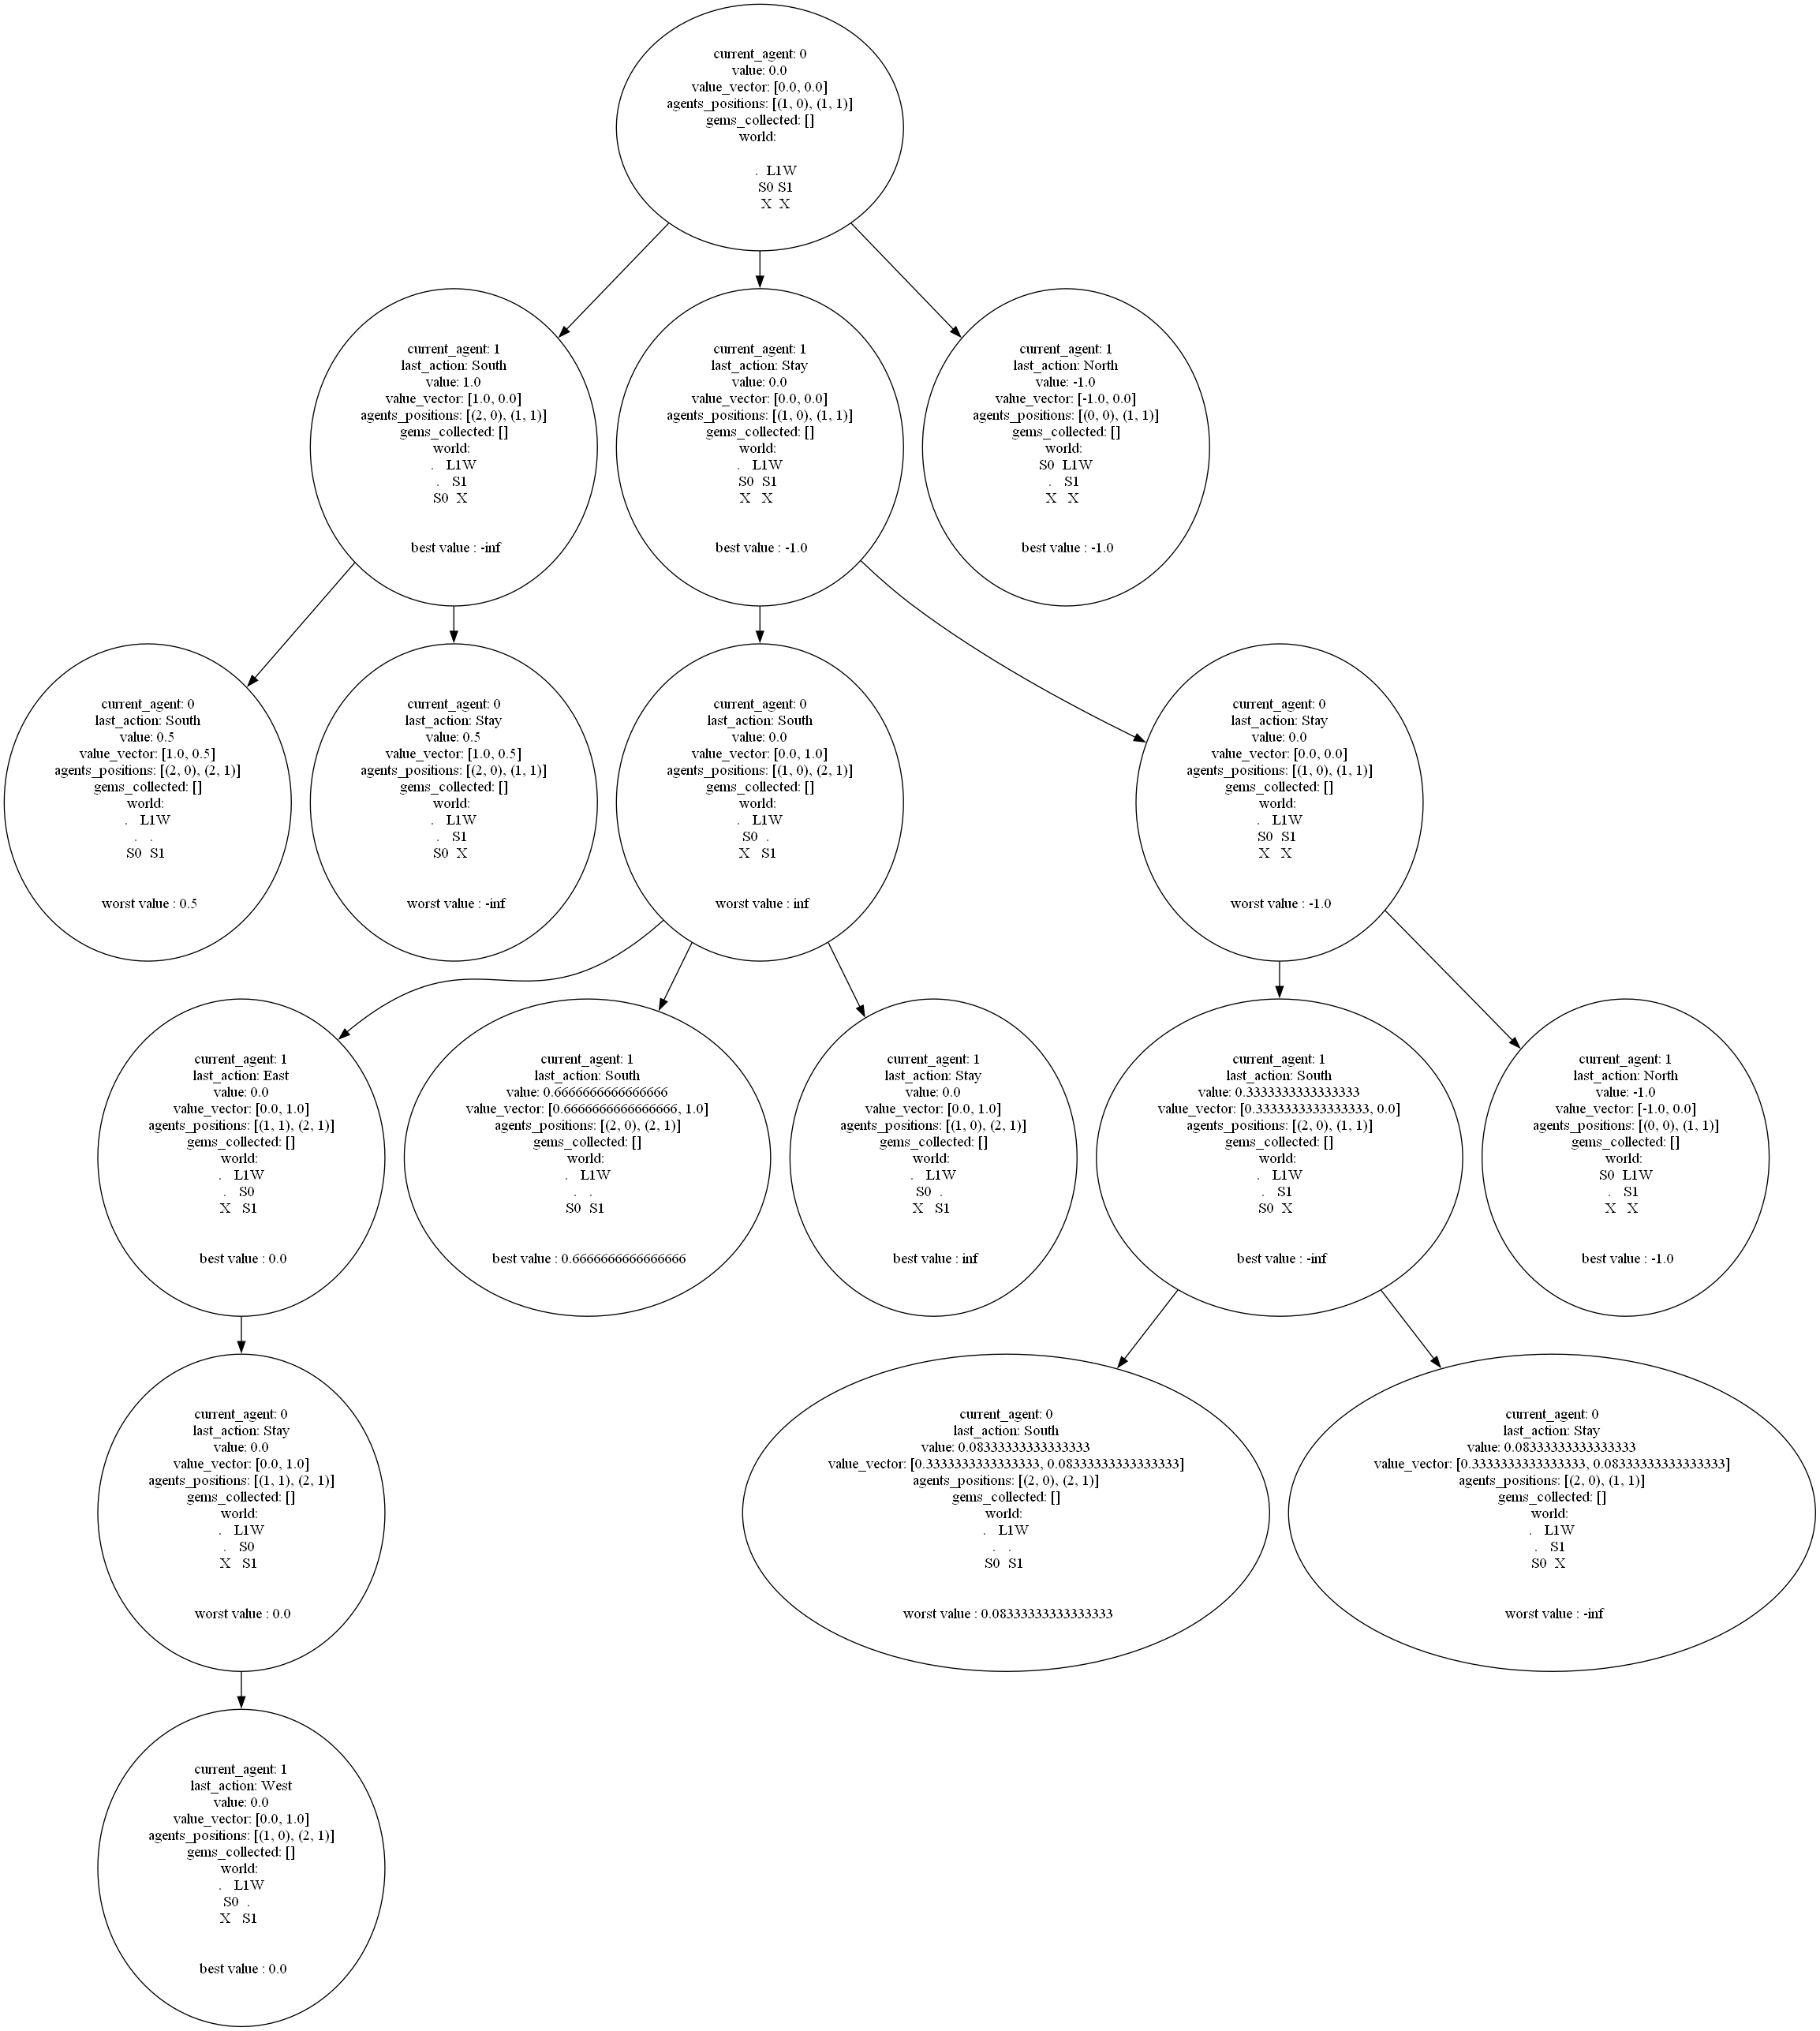 current_agent: 0
value: 0.0
value_vector: [0.0, 0.0]
agents_positions: [(1, 0), (1, 1)]
gems_collected: []
world:
. L1W
S0 S1
X X
current_agent: 1
last_action: South
value: 1.0
value_vector: [1.0, 0.0]
agents_positions: [(2, 0), (1, 1)]
gems_collected: []
world:
. L1W
. S1
S0 X
best value : -inf
current_agent: 1
last_action: Stay
value: 0.0
value_vector: [0.0, 0.0]
agents_positions: [(1, 0), (1, 1)]
gems_collected: []
world:
. L1W
S0 S1
X X
best value : -1.0
current_agent: 1
last_action: North
value: -1.0
value_vector: [-1.0, 0.0]
agents_positions: [(0, 0), (1, 1)]
gems_collected: []
world:
S0 L1W
. S1
X X
best value : -1.0
current_agent: 0
last_action: South
value: 0.5
value_vector: [1.0, 0.5]
agents_positions: [(2, 0), (2, 1)]
gems_collected: []
world:
. L1W
. .
S0 S1
worst value : 0.5
current_agent: 0
last_action: Stay
value: 0.5
value_vector: [1.0, 0.5]
agents_positions: [(2, 0), (1, 1)]
gems_collected: []
world:
. L1W
. S1
S0 X
worst value : -inf
current_agent: 0
last_action: South
value: 0.0
value_vector: [0.0, 1.0]
agents_positions: [(1, 0), (2, 1)]
gems_collected: []
world:
. L1W
S0 .
X S1
worst value : inf
current_agent: 0
last_action: Stay
value: 0.0
value_vector: [0.0, 0.0]
agents_positions: [(1, 0), (1, 1)]
gems_collected: []
world:
. L1W
S0 S1
X X
worst value : -1.0
current_agent: 1
last_action: East
value: 0.0
value_vector: [0.0, 1.0]
agents_positions: [(1, 1), (2, 1)]
gems_collected: []
world:
. L1W
. S0
X S1
best value : 0.0
current_agent: 1
last_action: South
value: 0.6666666666666666
value_vector: [0.6666666666666666, 1.0]
agents_positions: [(2, 0), (2, 1)]
gems_collected: []
world:
. L1W
. .
S0 S1
best value : 0.6666666666666666
current_agent: 1
last_action: Stay
value: 0.0
value_vector: [0.0, 1.0]
agents_positions: [(1, 0), (2, 1)]
gems_collected: []
world:
. L1W
S0 .
X S1
best value : inf
current_agent: 1
last_action: South
value: 0.3333333333333333
value_vector: [0.3333333333333333, 0.0]
agents_positions: [(2, 0), (1, 1)]
gems_collected: []
world:
. L1W
. S1
S0 X
best value : -inf
current_agent: 1
last_action: North
value: -1.0
value_vector: [-1.0, 0.0]
agents_positions: [(0, 0), (1, 1)]
gems_collected: []
world:
S0 L1W
. S1
X X
best value : -1.0
current_agent: 0
last_action: Stay
value: 0.0
value_vector: [0.0, 1.0]
agents_positions: [(1, 1), (2, 1)]
gems_collected: []
world:
. L1W
. S0
X S1
worst value : 0.0
current_agent: 0
last_action: South
value: 0.08333333333333333
value_vector: [0.3333333333333333, 0.08333333333333333]
agents_positions: [(2, 0), (2, 1)]
gems_collected: []
world:
. L1W
. .
S0 S1
worst value : 0.08333333333333333
current_agent: 0
last_action: Stay
value: 0.08333333333333333
value_vector: [0.3333333333333333, 0.08333333333333333]
agents_positions: [(2, 0), (1, 1)]
gems_collected: []
world:
. L1W
. S1
S0 X
worst value : -inf
current_agent: 1
last_action: West
value: 0.0
value_vector: [0.0, 1.0]
agents_positions: [(1, 0), (2, 1)]
gems_collected: []
world:
. L1W
S0 .
X S1
best value : 0.0